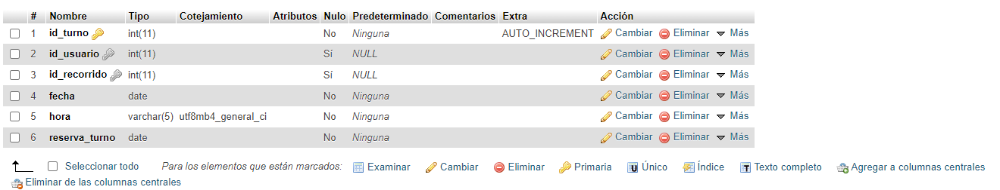 # Nombre Tipo Cotejamiento Atributos Nulo Predeterminado Comentarios Extra Acción
1 id_turno int(11) No Ninguna AUTO_INCREMENT Cambiar Eliminar Más
2 id_usuario int(11) Sí NULL Cambiar Eliminar Más
3 id_recorrido int(11) Sí NULL Cambiar Eliminar Más
4 fecha date No Ninguna Cambiar Eliminar Más
5 hora varchar(5) utf8mb4_general_ci No Ninguna Cambiar Eliminar Más
6 reserva_turno date No Ninguna Cambiar Eliminar Más
Seleccionar todo Para los elementos que están marcados: Examinar Cambiar Eliminar Primaria Único Índice Texto completo Agregar a columnas centrales
Eliminar de las columnas centrales